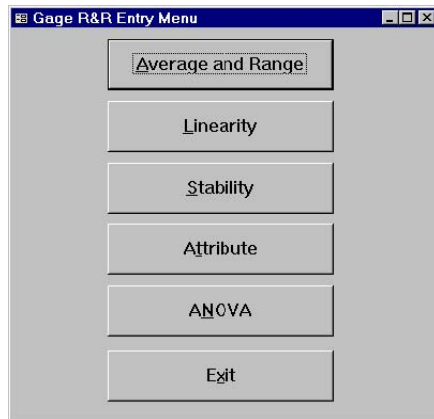 Gage R&R Entry Menu
Average and Range
Linearity
Stability
Attribute
ANOVA
Exit